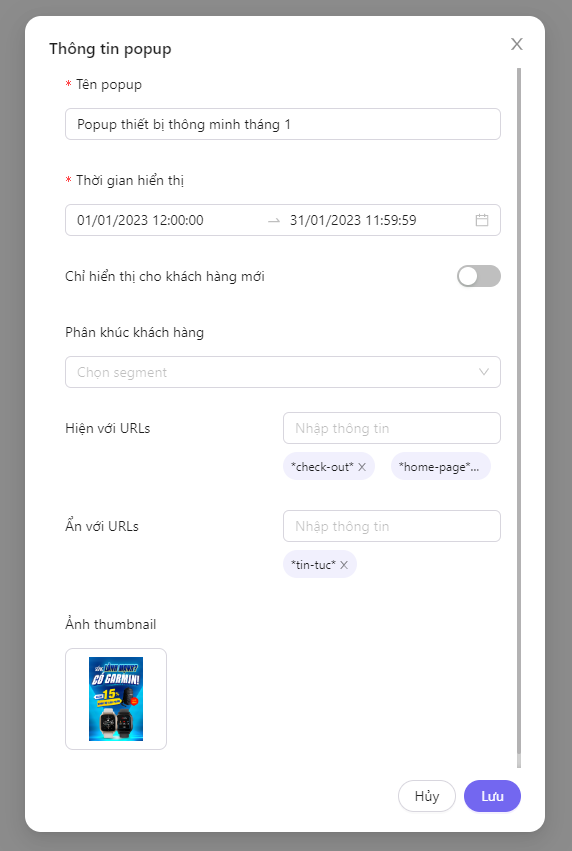 Thông tin popup
* Tên popup
Popup thiết bị thông minh tháng 1
* Thời gian hiển thị
01/01/2023 12:00:00 → 31/01/2023 11:59:59
Chỉ hiển thị cho khách hàng mới
Phân khúc khách hàng
Chọn segment
Hiện với URLs
Nhập thông tin
*check-out* *home-page*...
Ẩn với URLs
Nhập thông tin
*tin-tuc*
Ảnh thumbnail
CÓ GARMIN!
15%
Hủy Lưu